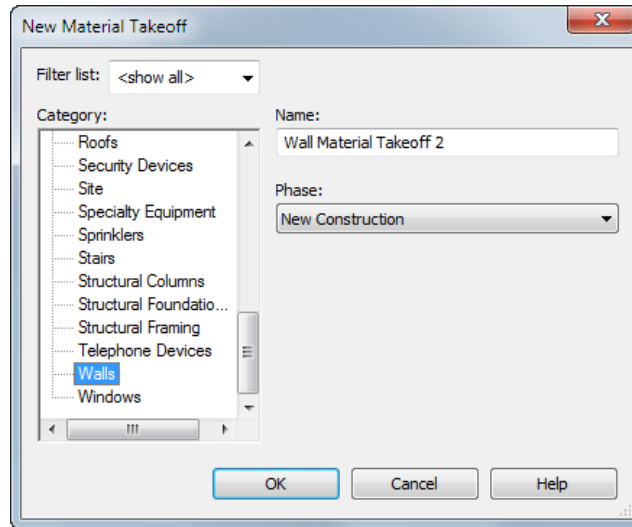 New Material Takeoff
Filter list: <show all>
Category:
Roofs
Security Devices
Site
Specialty Equipment
Sprinklers
Stairs
Structural Columns
Structural Foundatio...
Structural Framing
Telephone Devices
Walls
Windows
Name:
Wall Material Takeoff 2
Phase:
New Construction
OK Cancel Help